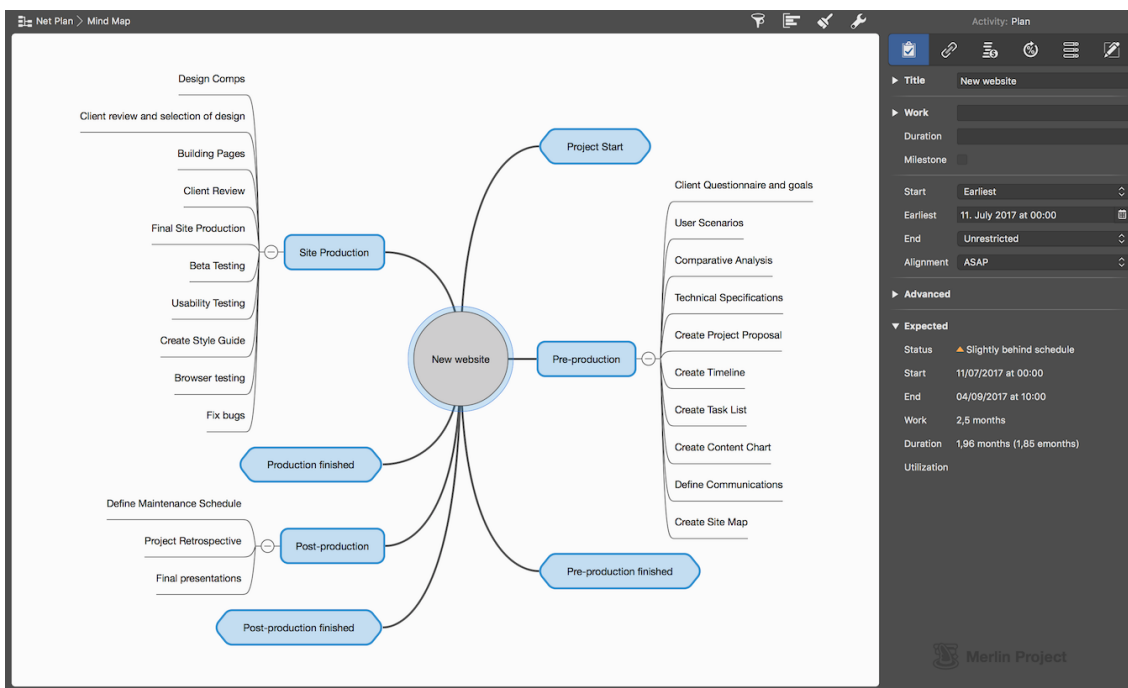 Net Plan > Mind Map
Activity: Plan
Design Comps
Client review and selection of design
Building Pages
Client Review
Final Site Production
Beta Testing
Usability Testing
Create Style Guide
Browser testing
Fix bugs
Site Production
Production finished
Define Maintenance Schedule
Project Retrospective
Final presentations
Post-production
Post-production finished
New website
Project Start
Pre-production
Client Questionnaire and goals
User Scenarios
Comparative Analysis
Technical Specifications
Create Project Proposal
Create Timeline
Create Task List
Create Content Chart
Define Communications
Create Site Map
Pre-production finished
Title New website
Work
Duration
Milestone
Start Earliest
Earliest 11. July 2017 at 00:00
End Unrestricted
Alignment ASAP
Advanced
Expected
Status Slightly behind schedule
Start 11/07/2017 at 00:00
End 04/09/2017 at 10:00
Work 2,5 months
Duration 1,96 months (1,85 emonths)
Utilization
Merlin Project